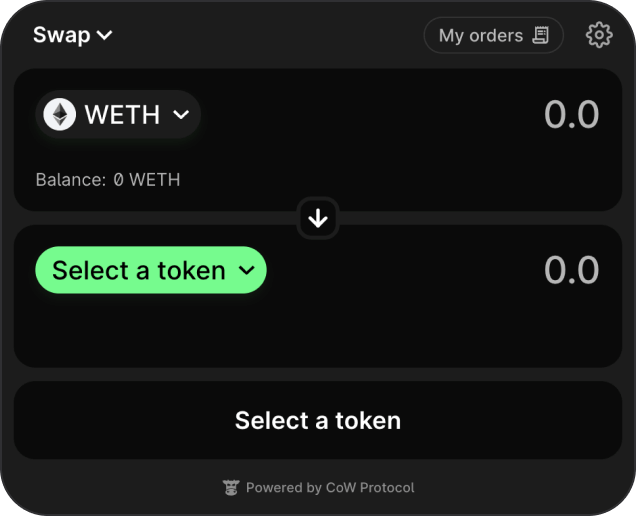 Swap
My orders
WETH
0.0
Balance: 0 WETH
Select a token
0.0
Select a token
Powered by CoW Protocol